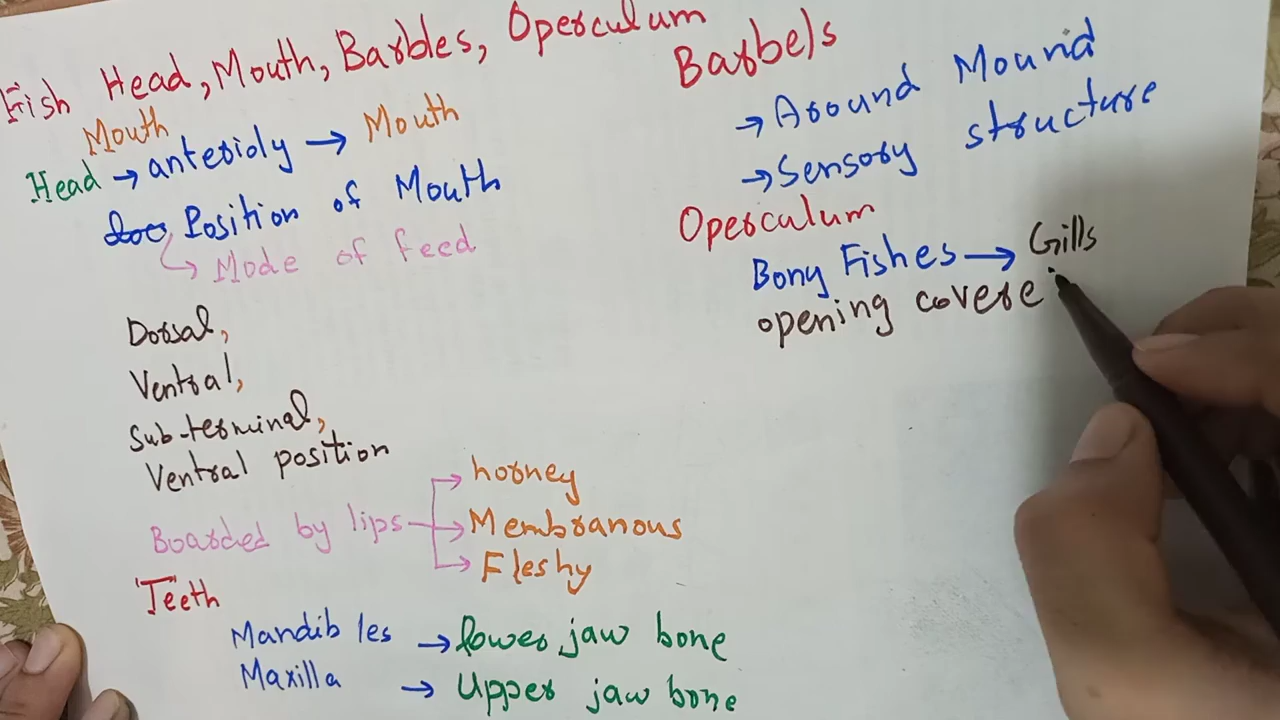 Fish Head, Mouth, Barbles, Operculum
Mouth
Head → anterioly → Mouth
Position of Mouth
↳ Mode of feed
Dorsal,
Ventral,
Sub-terminal,
Ventral position
Boarded by lips → horney
→ Membranous
→ Fleshy
Teeth
Mandibles → lower jaw bone
Maxilla → Upper jaw bone
Barbels
→ Around Mound
→ Sensory structure
Operculum
Bony Fishes → Gills
opening covere